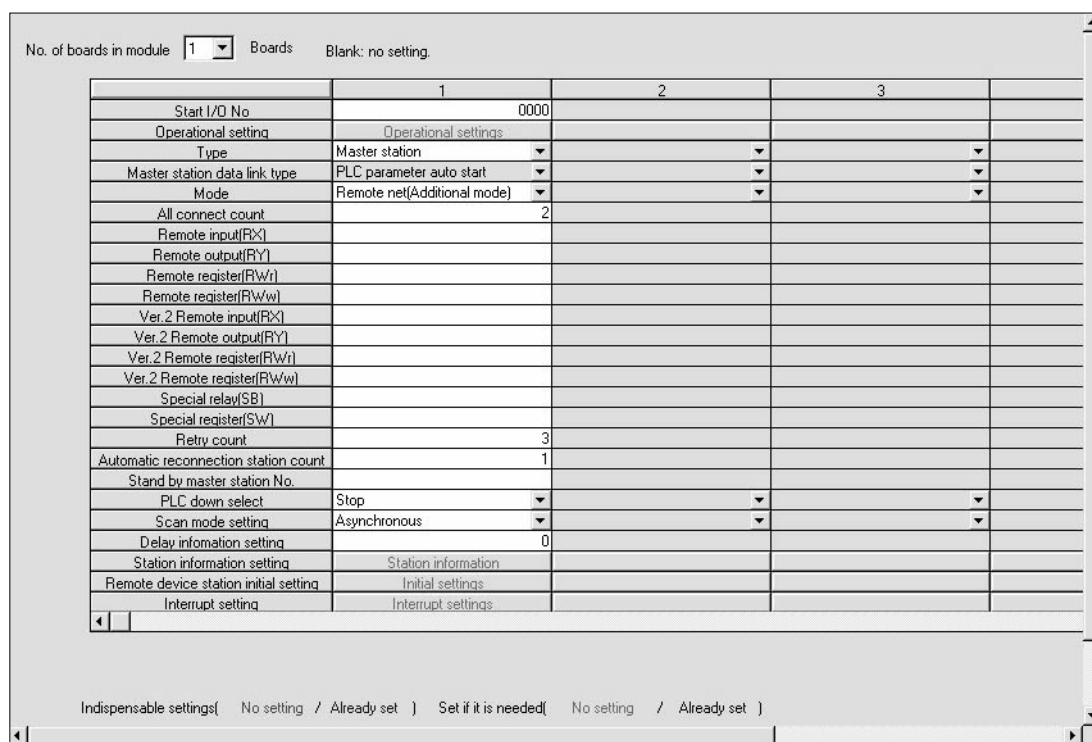 No. of boards in module 1 Boards Blank: no setting.
1 2 3
Start I/O No 0000
Operational setting Operational settings
Type Master station
Master station data link type PLC parameter auto start
Mode Remote net(Additional mode)
All connect count 2
Remote input(RX)
Remote output(RY)
Remote register(RWr)
Remote register(RWw)
Ver.2 Remote input(RX)
Ver.2 Remote output(RY)
Ver.2 Remote register(RWr)
Ver.2 Remote register(RWw)
Special relay(SB)
Special register(SW)
Retry count 3
Automatic reconnection station count 1
Stand by master station No.
PLC down select Stop
Scan mode setting Asynchronous
Delay infomation setting 0
Station information setting Station information
Remote device station initial setting Initial settings
Interrupt setting Interrupt settings
Indispensable settings( No setting / Already set ) Set if it is needed( No setting / Already set )